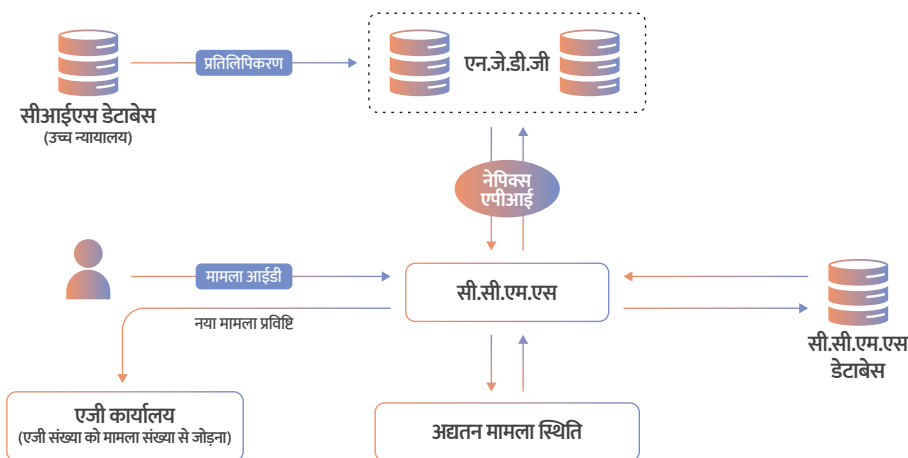 प्रतिलिपिकरण
एन.जे.डी.जी
सीआईएस डेटाबेस
(उच्च न्यायालय)
नेपिक्स
एपीआई
मामला आईडी
सी.सी.एम.एस
नया मामला प्रविष्टि
सी.सी.एम.एस
डेटाबेस
एजी कार्यालय
(एजी संख्या को मामला संख्या से जोड़ना)
अद्यतन मामला स्थिति